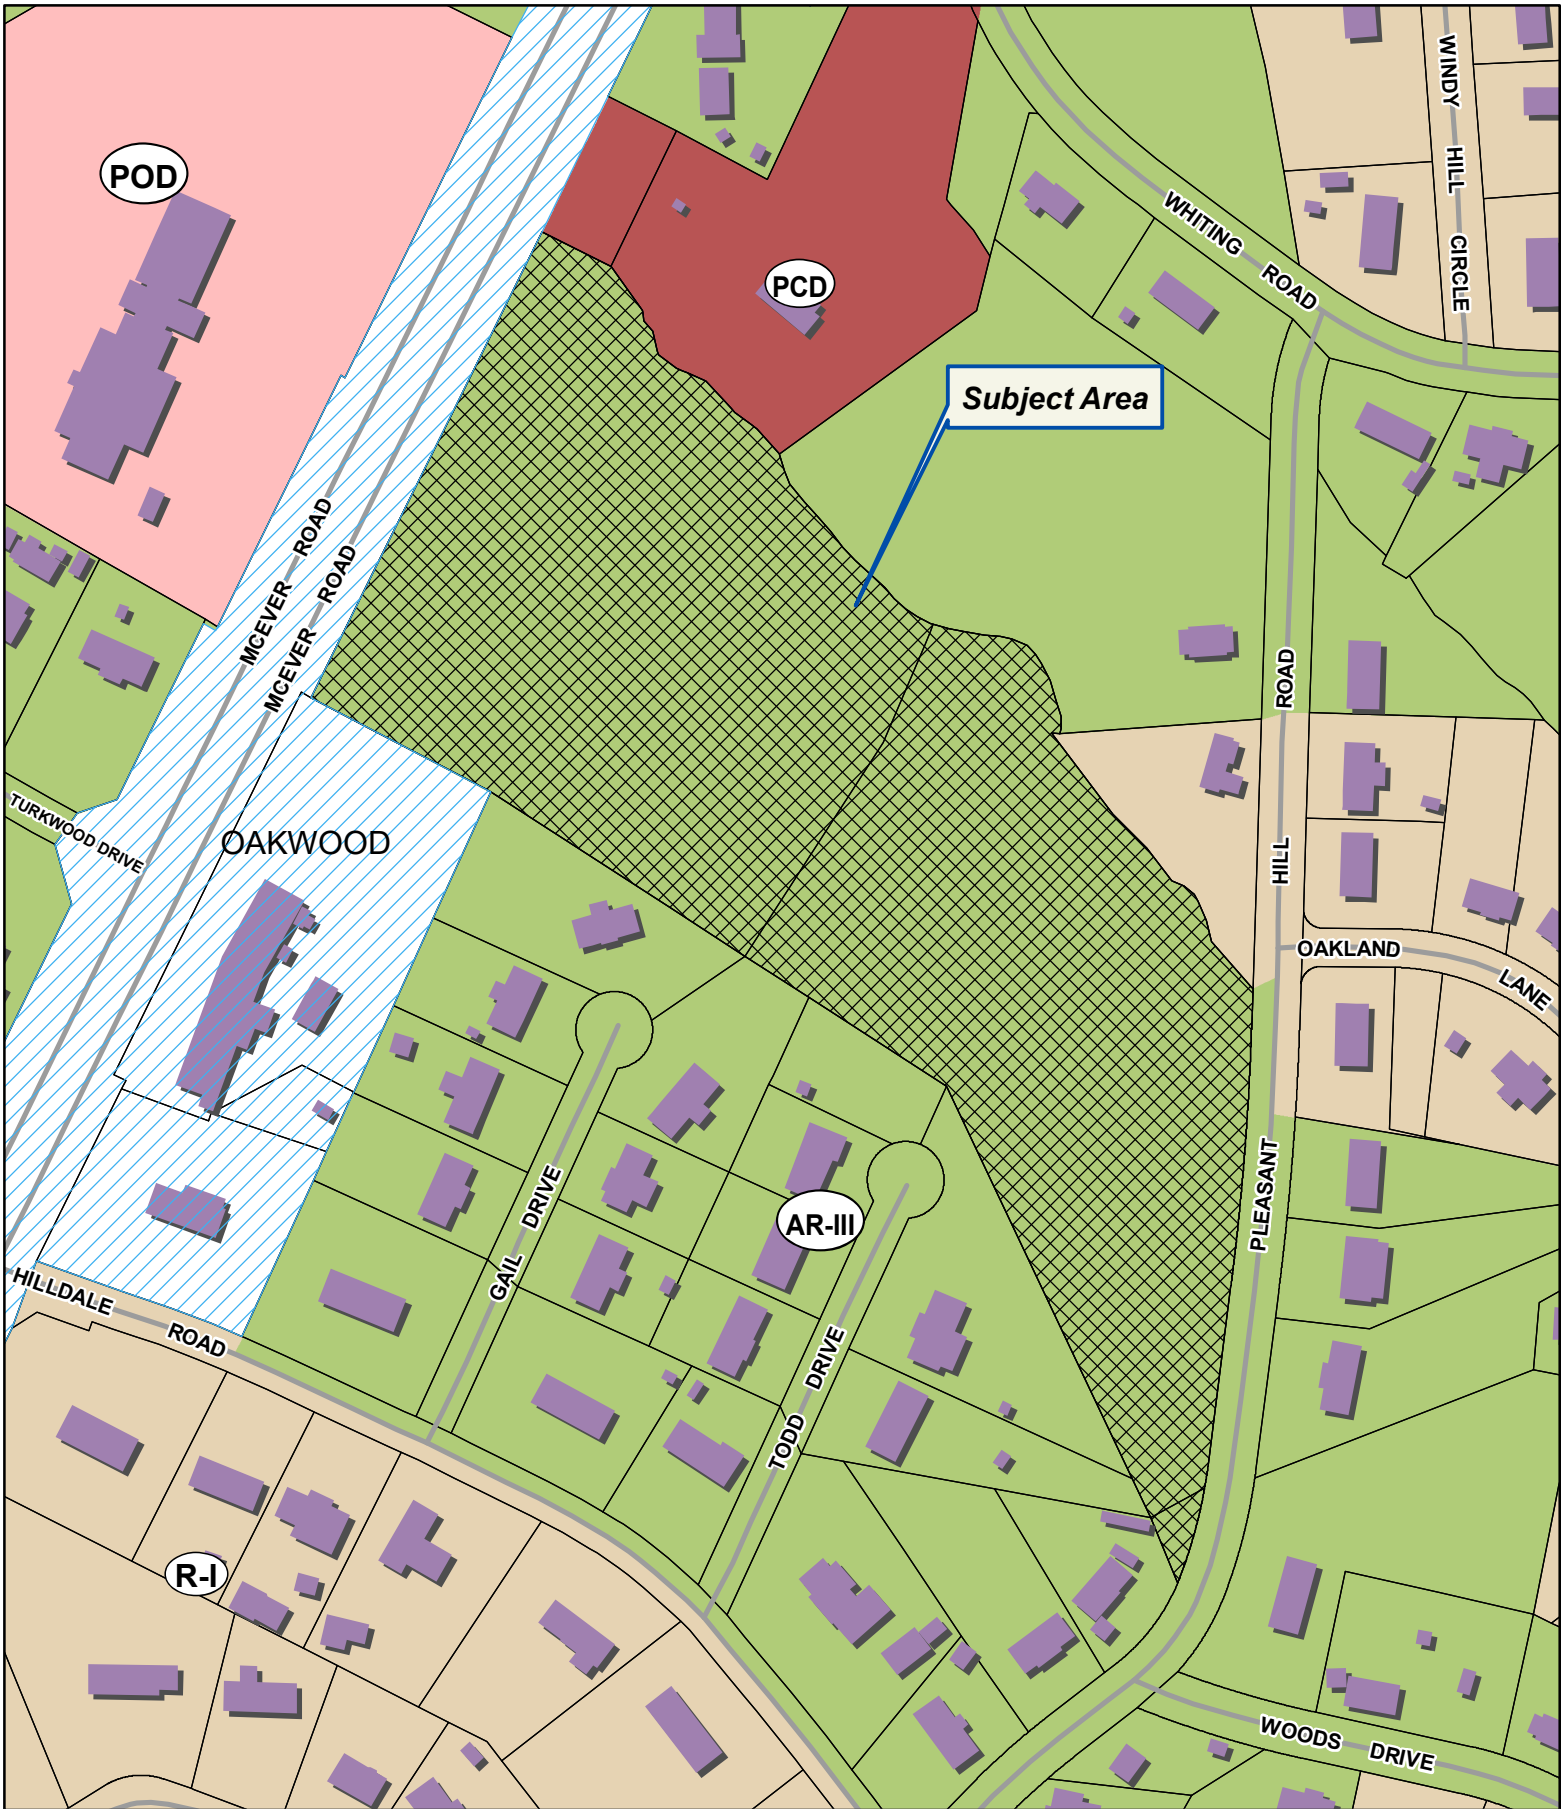 WINDY HILL CIRCLE
POD
WHITING ROAD
PCD
Subject Area
MCEVER ROAD
MCEVER ROAD
PLEASANT HILL ROAD
TURKWOOD DRIVE
OAKWOOD
OAKLAND LANE
GAIL DRIVE
AR-III
HILLDALE ROAD
TODD DRIVE
R-I
WOODS DRIVE